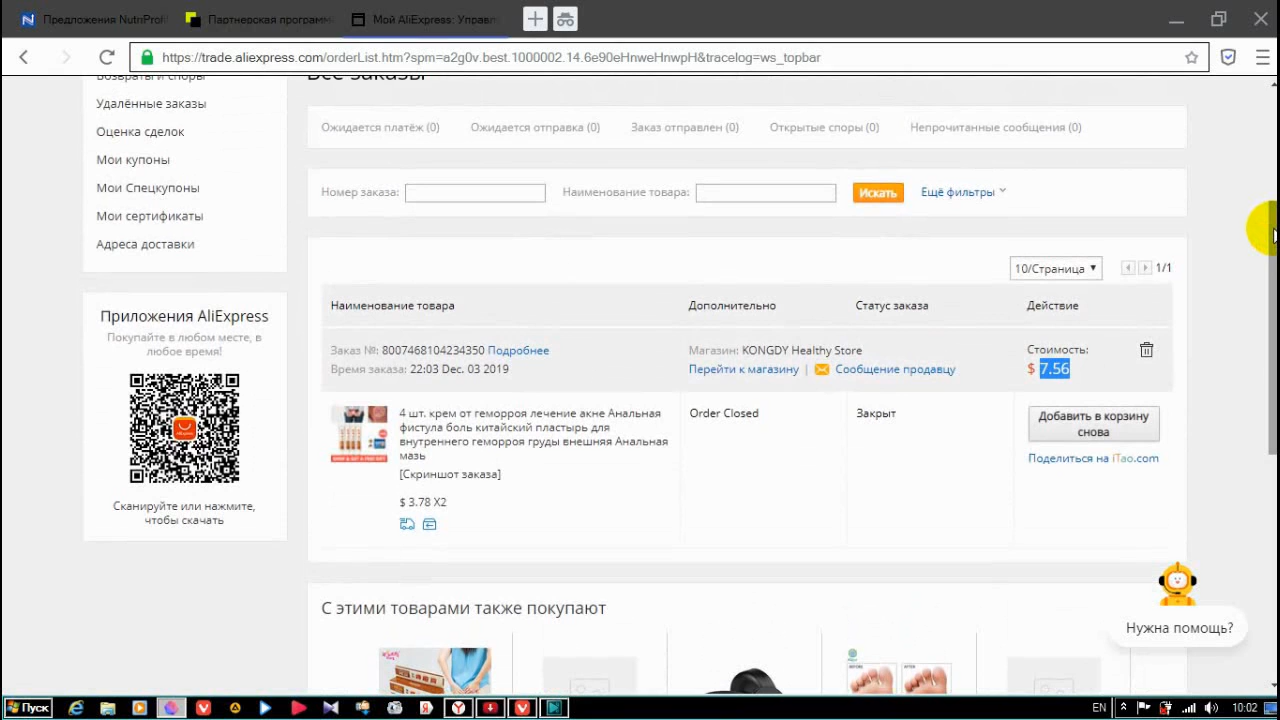 Предложения NutriProfi
Партнерская программ
Мой AliExpress: Управл
https://trade.aliexpress.com/orderList.htm?spm=a2g0v.best.1000002.14.6e90eHnweHnwpH&tracelog=ws_topbar
Возвраты и споры
Удалённые заказы
Оценка сделок
Мои купоны
Мои Спецкупоны
Мои сертификаты
Адреса доставки
Приложения AliExpress
Покупайте в любом месте, в
любое время!
Сканируйте или нажмите,
чтобы скачать
Все заказы
Ожидается платёж (0) Ожидается отправка (0) Заказ отправлен (0) Открытые споры (0) Непрочитанные сообщения (0)
Номер заказа: Наименование товара: Искать Ещё фильтры
10/Страница 1/1
Наименование товара Дополнительно Статус заказа Действие
Заказ №: 8007468104234350 Подробнее Магазин: KONGDY Healthy Store Стоимость:
Время заказа: 22:03 Dec. 03 2019 Перейти к магазину | Сообщение продавцу $ 7.56
4 шт. крем от геморроя лечение акне Анальная
фистула боль китайский пластырь для
внутреннего геморроя груды внешняя Анальная
мазь
[Скриншот заказа]
$ 3.78 X2
Order Closed
Закрыт
Добавить в корзину
снова
Поделиться на iTao.com
С этими товарами также покупают
BEFORE AFTER
Нужна помощь?
Пуск
EN
10:02